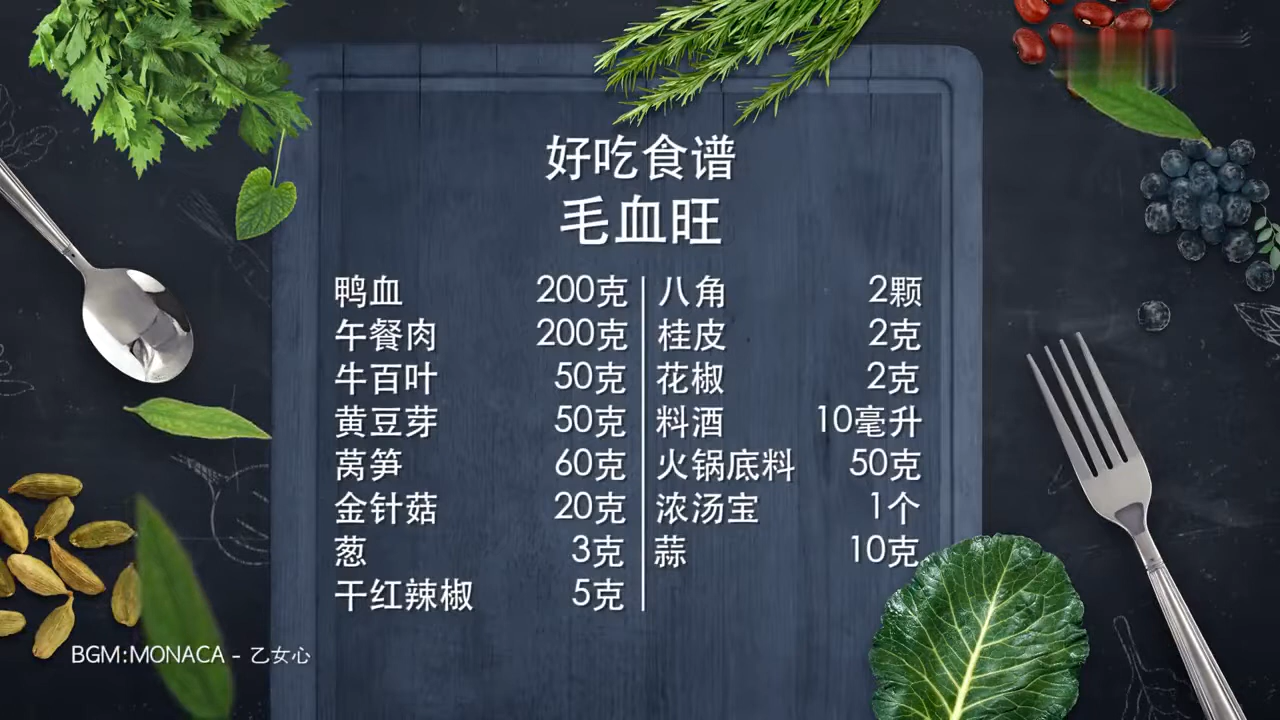 好吃食谱
毛血旺
鸭血 200克
午餐肉 200克
牛百叶 50克
黄豆芽 50克
莴笋 60克
金针菇 20克
葱 3克
干红辣椒 5克
八角 2颗
桂皮 2克
花椒 2克
料酒 10毫升
火锅底料 50克
浓汤宝 1个
蒜 10克
BGM:MONACA - 乙女心